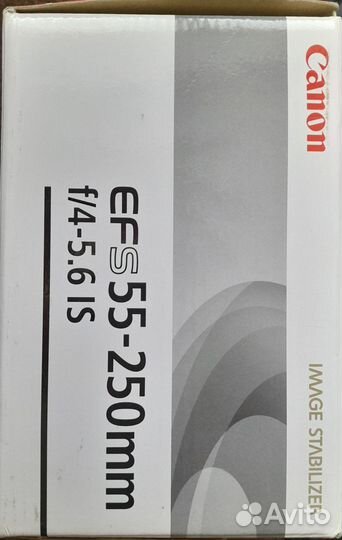 Canon
IMAGE STABILIZER
EFS 55-250mm
f/4-5.6 IS
Avito